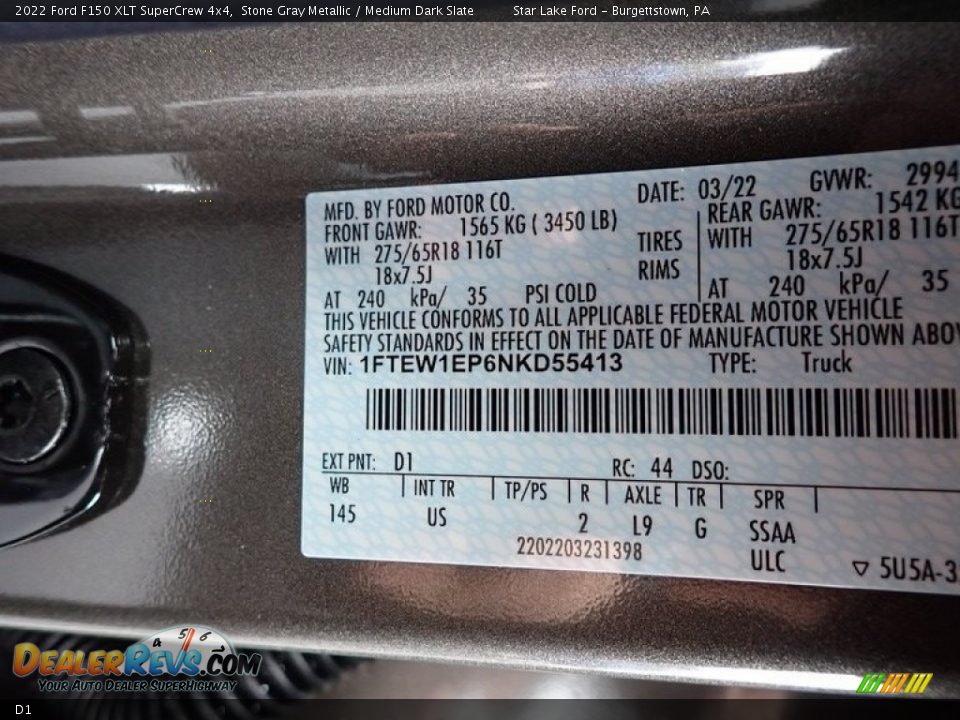 2022 Ford F150 XLT SuperCrew 4x4, Stone Gray Metallic / Medium Dark Slate Star Lake Ford - Burgettstown, PA
MFD. BY FORD MOTOR CO. DATE: 03/22 GVWR: 2994
FRONT GAWR: 1565 KG ( 3450 LB) REAR GAWR: 1542 KG
WITH 275/65R18 116T TIRES WITH 275/65R18 116T
18x7.5J RIMS 18x7.5J
AT 240 kPa/ 35 PSI COLD AT 240 kPa/ 35
THIS VEHICLE CONFORMS TO ALL APPLICABLE FEDERAL MOTOR VEHICLE
SAFETY STANDARDS IN EFFECT ON THE DATE OF MANUFACTURE SHOWN ABOV
VIN: 1FTEW1EP6NKD55413 TYPE: Truck
EXT PNT: D1 RC: 44 DSO:
WB INT TR TP/PS R AXLE TR SPR
145 US 2 L9 G SSAA
2202203231398 ULC
▽ 5U5A-3
4 5 6
DEALERREVS.COM
YOUR AUTO DEALER SUPERHIGHWAY
D1